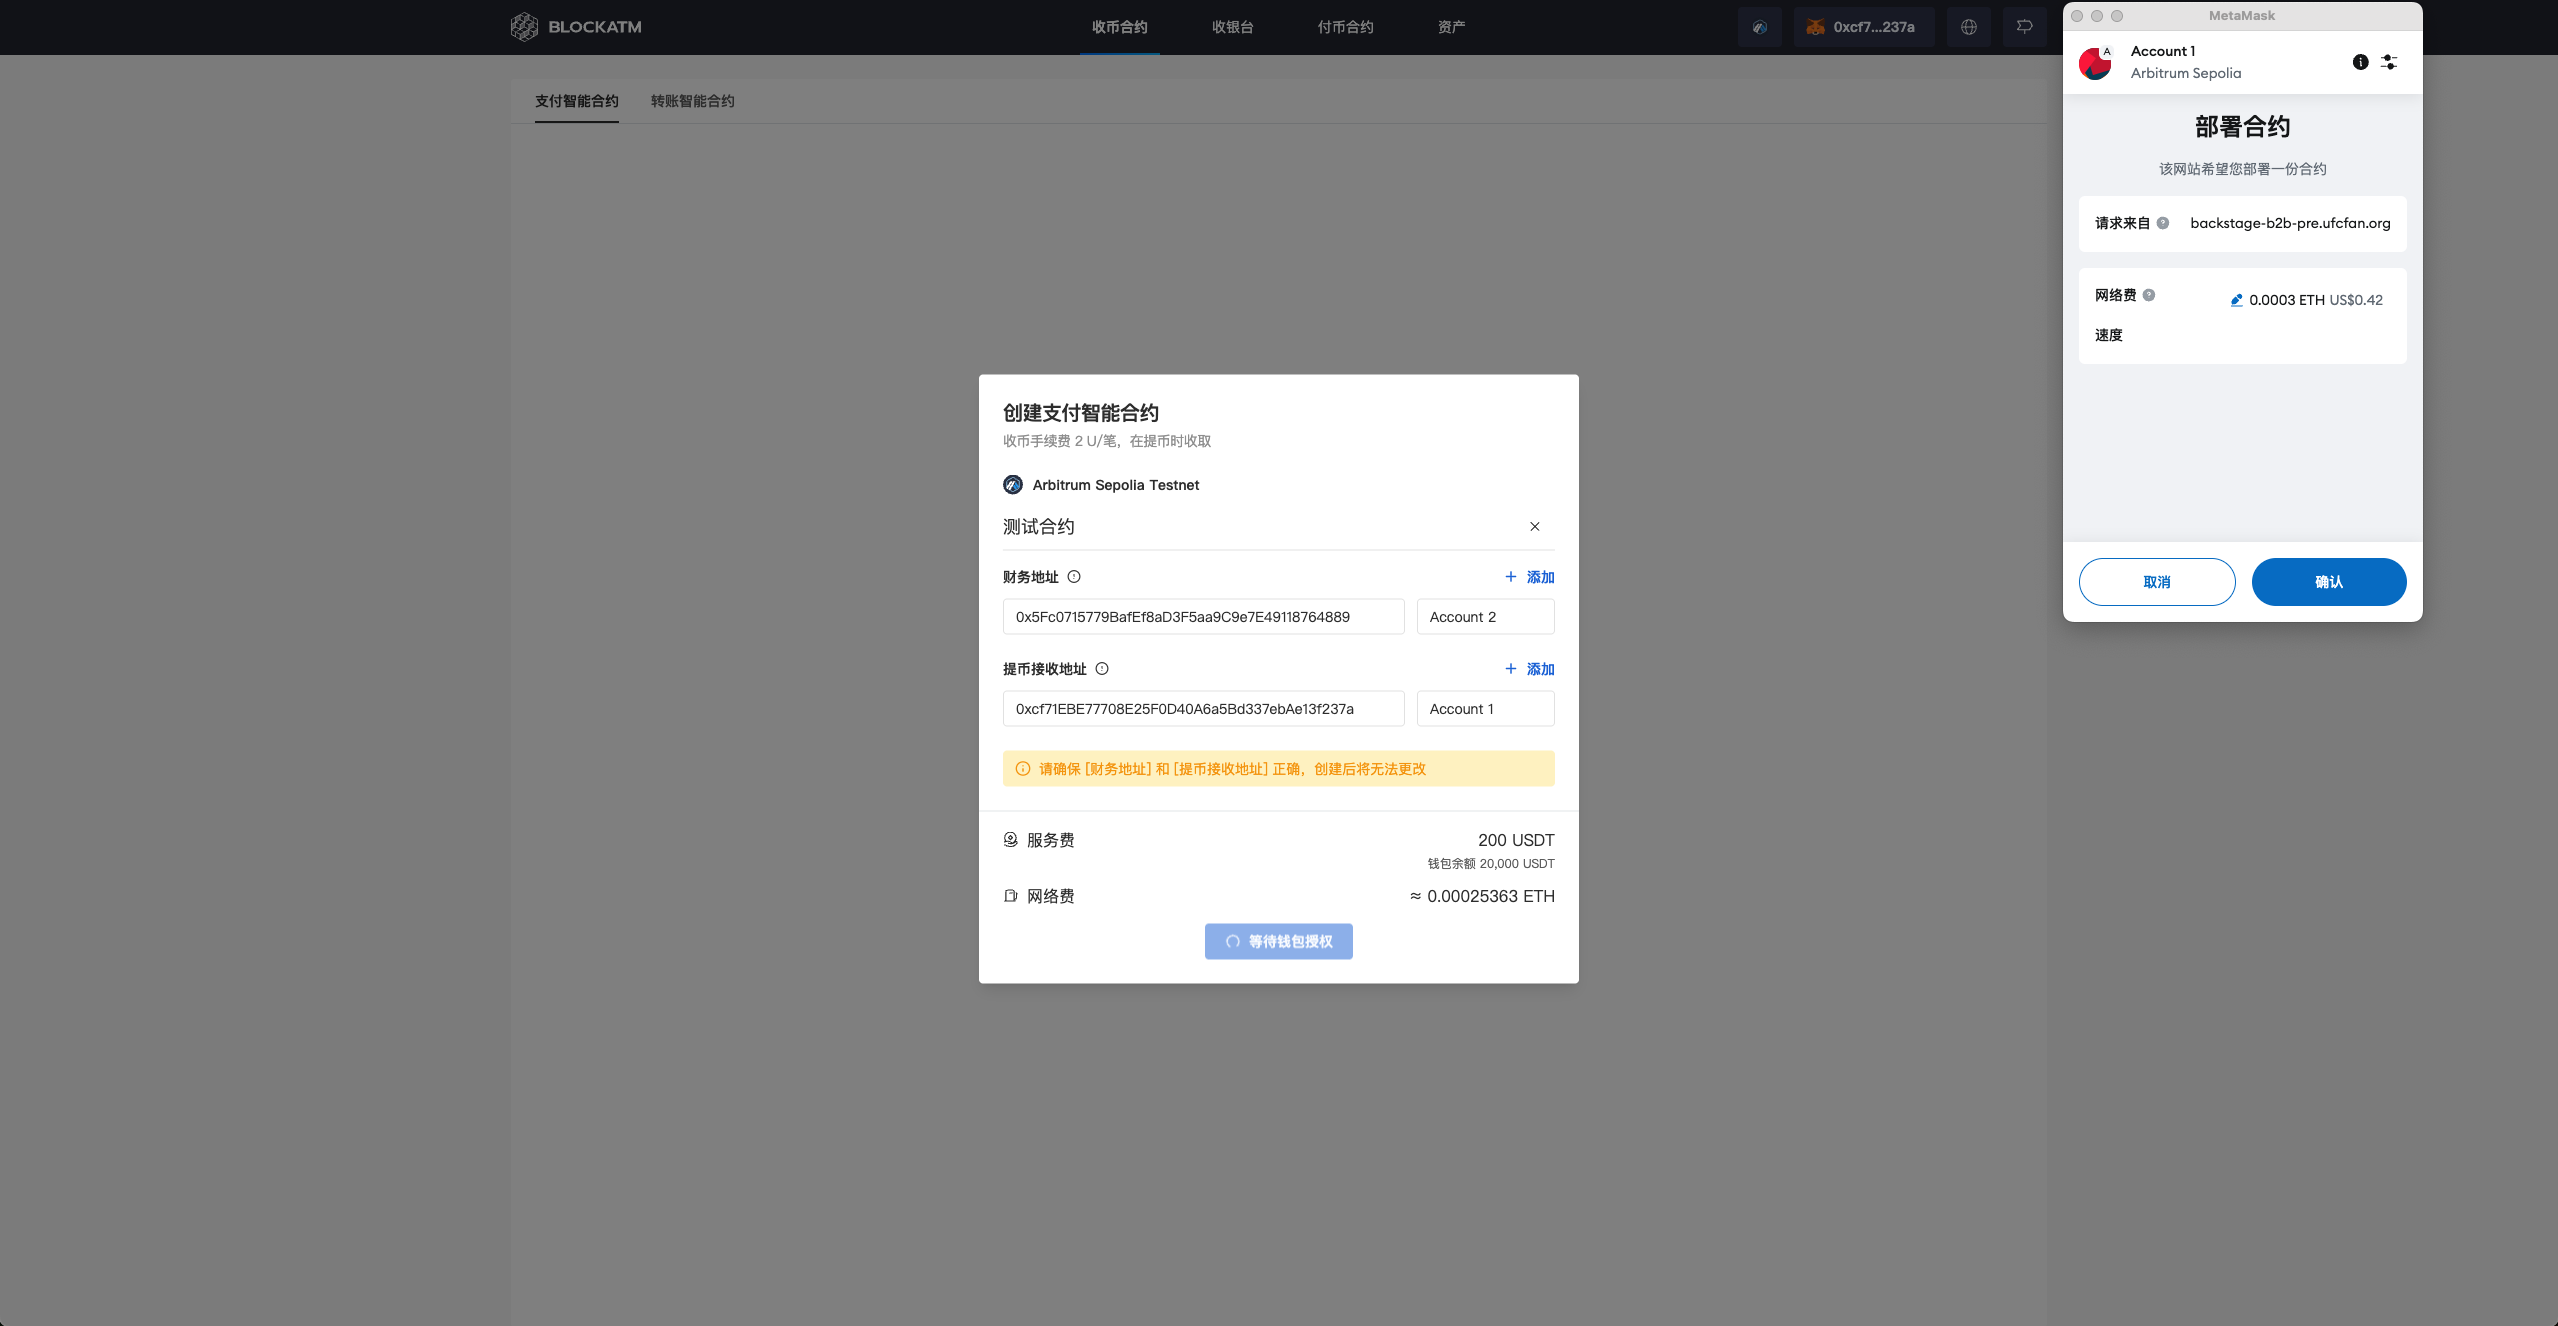 BLOCKATM
收币合约
收银台
付币合约
资产
0xcf7...237a
支付智能合约
转账智能合约
创建支付智能合约
收币手续费 2 U/笔，在提币时收取
Arbitrum Sepolia Testnet
测试合约
财务地址
添加
0x5Fc0715779BafEf8aD3F5aa9C9e7E49118764889
Account 2
提币接收地址
添加
0xcf71EBE77708E25F0D40A6a5Bd337ebAe13f237a
Account 1
请确保 [财务地址] 和 [提币接收地址] 正确，创建后将无法更改
服务费
200 USDT
钱包余额 20,000 USDT
网络费
≈ 0.00025363 ETH
等待钱包授权
MetaMask
A
Account 1
Arbitrum Sepolia
部署合约
该网站希望您部署一份合约
请求来自
backstage-b2b-pre.ufcfan.org
网络费
0.0003 ETH US$0.42
速度
取消
确认